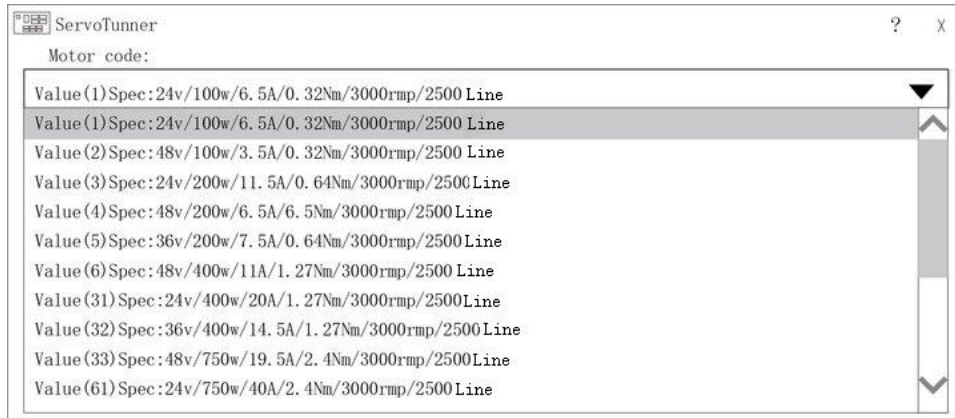 ServoTunner ? X
Motor code:
Value(1)Spec:24v/100w/6.5A/0.32Nm/3000rmp/2500 Line
Value(1)Spec:24v/100w/6.5A/0.32Nm/3000rmp/2500 Line
Value(2)Spec:48v/100w/3.5A/0.32Nm/3000rmp/2500 Line
Value(3)Spec:24v/200w/11.5A/0.64Nm/3000rmp/2500Line
Value(4)Spec:48v/200w/6.5A/6.5Nm/3000rmp/2500Line
Value(5)Spec:36v/200w/7.5A/0.64Nm/3000rmp/2500Line
Value(6)Spec:48v/400w/11A/1.27Nm/3000rmp/2500 Line
Value(31)Spec:24v/400w/20A/1.27Nm/3000rmp/2500Line
Value(32)Spec:36v/400w/14.5A/1.27Nm/3000rmp/2500Line
Value(33)Spec:48v/750w/19.5A/2.4Nm/3000rmp/2500Line
Value(61)Spec:24v/750w/40A/2.4Nm/3000rmp/2500Line